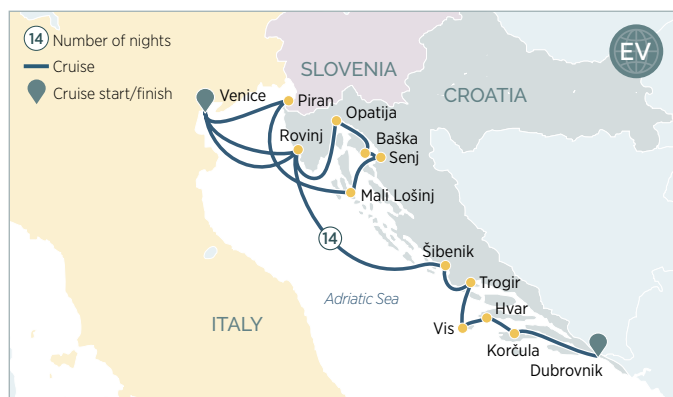 14 Number of nights
Cruise
Cruise start/finish
EV
SLOVENIA
CROATIA
Venice
Piran
Opatija
Rovinj
Baška
Senj
Mali Lošinj
14
Šibenik
Adriatic Sea
Trogir
ITALY
Hvar
Vis
Korčula
Dubrovnik